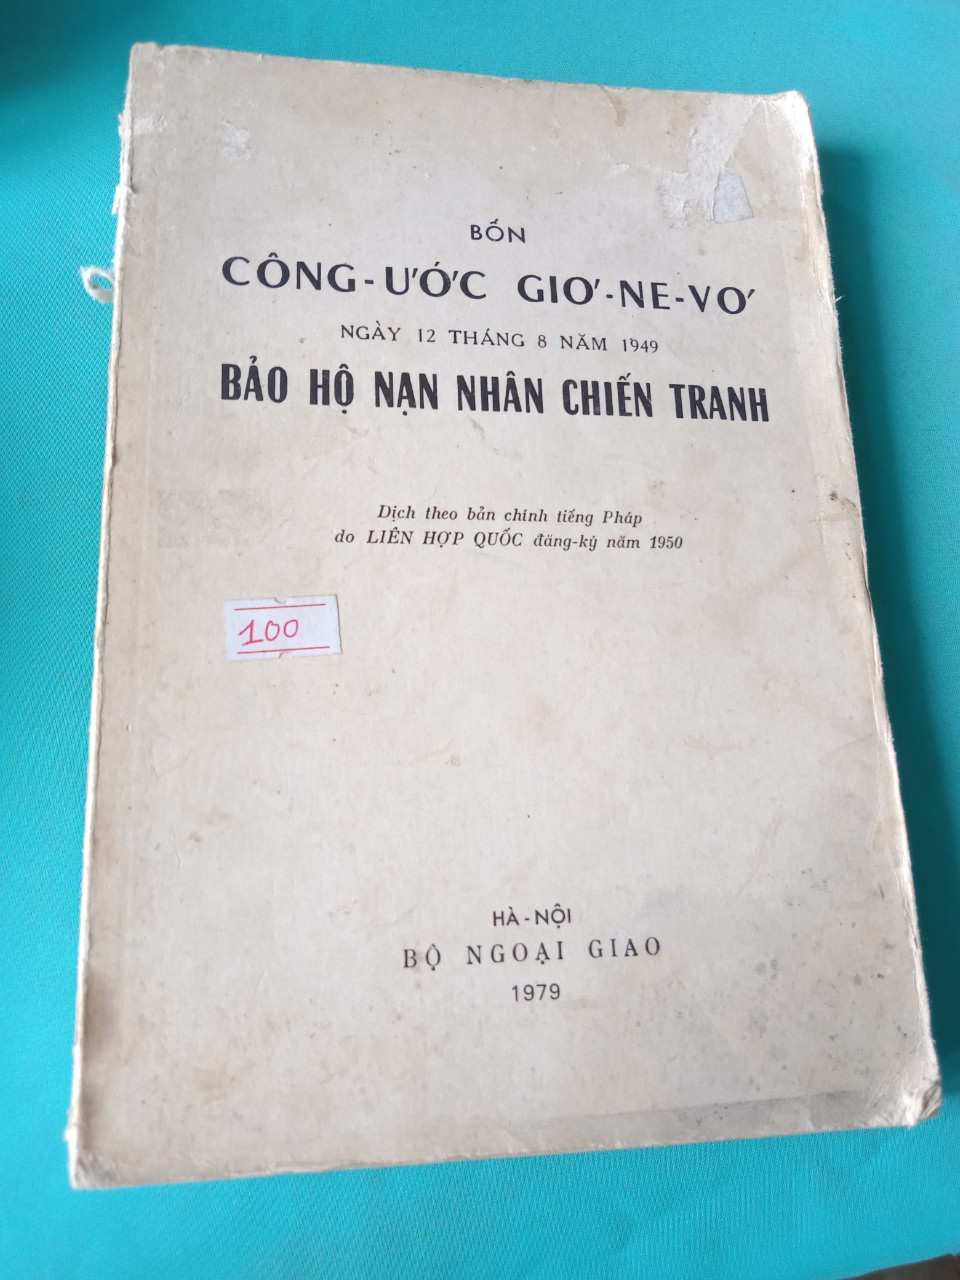 BỐN
CÔNG-ƯỚC GIƠ-NE-VƠ
NGÀY 12 THÁNG 8 NĂM 1949
BẢO HỘ NẠN NHÂN CHIẾN TRANH
Dịch theo bản chính tiếng Pháp
do LIÊN HỢP QUỐC đăng-ký năm 1950
100
HÀ-NỘI
BỘ NGOẠI GIAO
1979